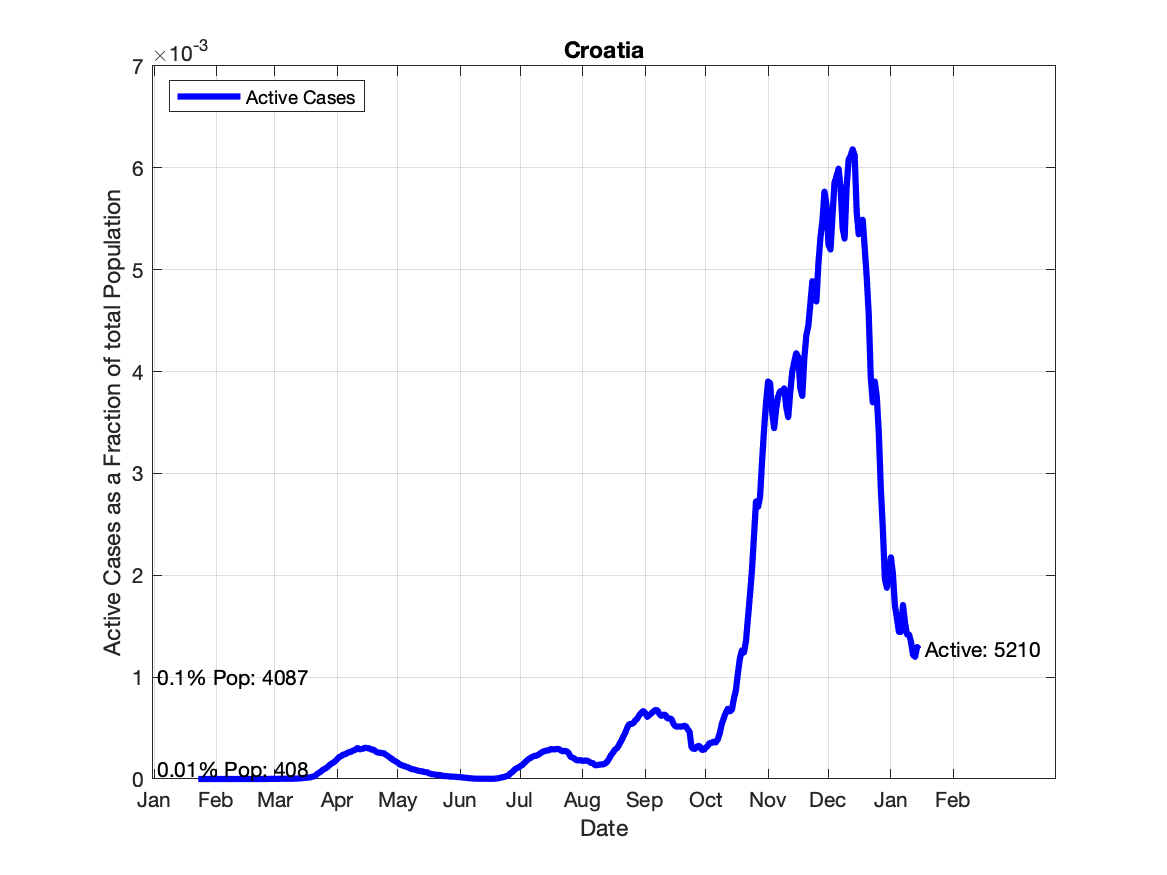 Croatia
×10-3
7
6
5
4
3
2
1
0
Active Cases
Active Cases as a Fraction of total Population
0.1% Pop: 4087
0.01% Pop: 408
Active: 5210
Jan Feb Mar Apr May Jun Jul Aug Sep Oct Nov Dec Jan Feb
Date